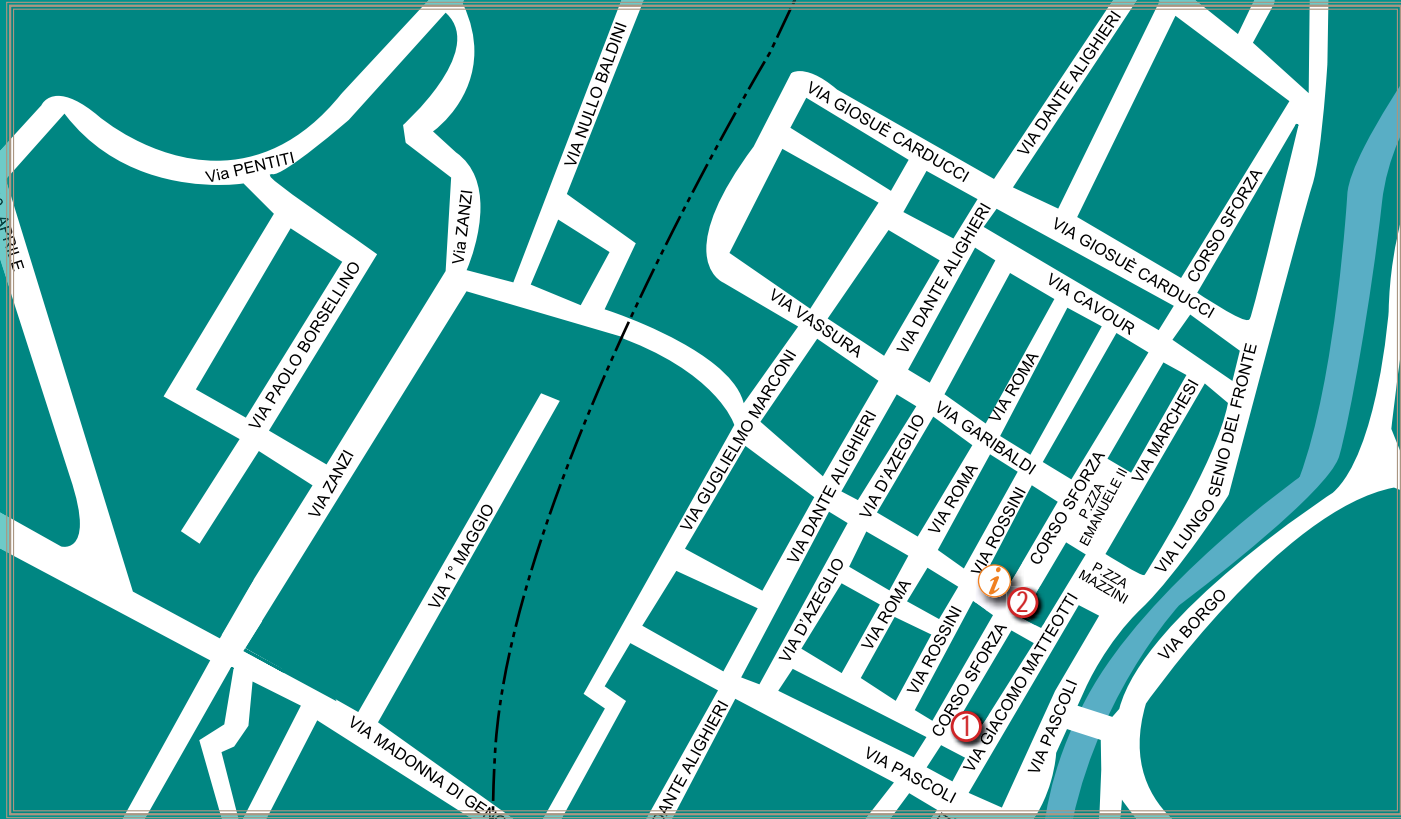 VIA NULLO BALDINI
VIA DANTE ALIGHIERI
VIA GIOSUÈ CARDUCCI
Via PENTITI
Via ZANZI
APRILE
CORSO SFORZA
VIA GIOSUÈ CARDUCCI
VIA DANTE ALIGHIERI
VIA CAVOUR
VIA PAOLO BORSELLINO
VIA VASSURA
VIA ROMA
VIA LUNGO SENIO DEL FRONTE
VIA GUGLIELMO MARCONI
VIA MARCHESI
VIA GARIBALDI
VIA DANTE ALIGHIERI
VIA D'AZEGLIO
VIA ZANZI
VIA ROMA
CORSO SFORZA
P.ZZA
EMANUELE II
VIA ROSSINI
VIA 1° MAGGIO
P.ZZA
MAZZINI
i
2
VIA D'AZEGLIO
VIA ROMA
VIA ROSSINI
CORSO SFORZA
VIA GIACOMO MATTEOTTI
VIA BORGO
1
VIA PASCOLI
VIA PASCOLI
DANTE ALIGHIERI
VIA MADONNA DI GENO